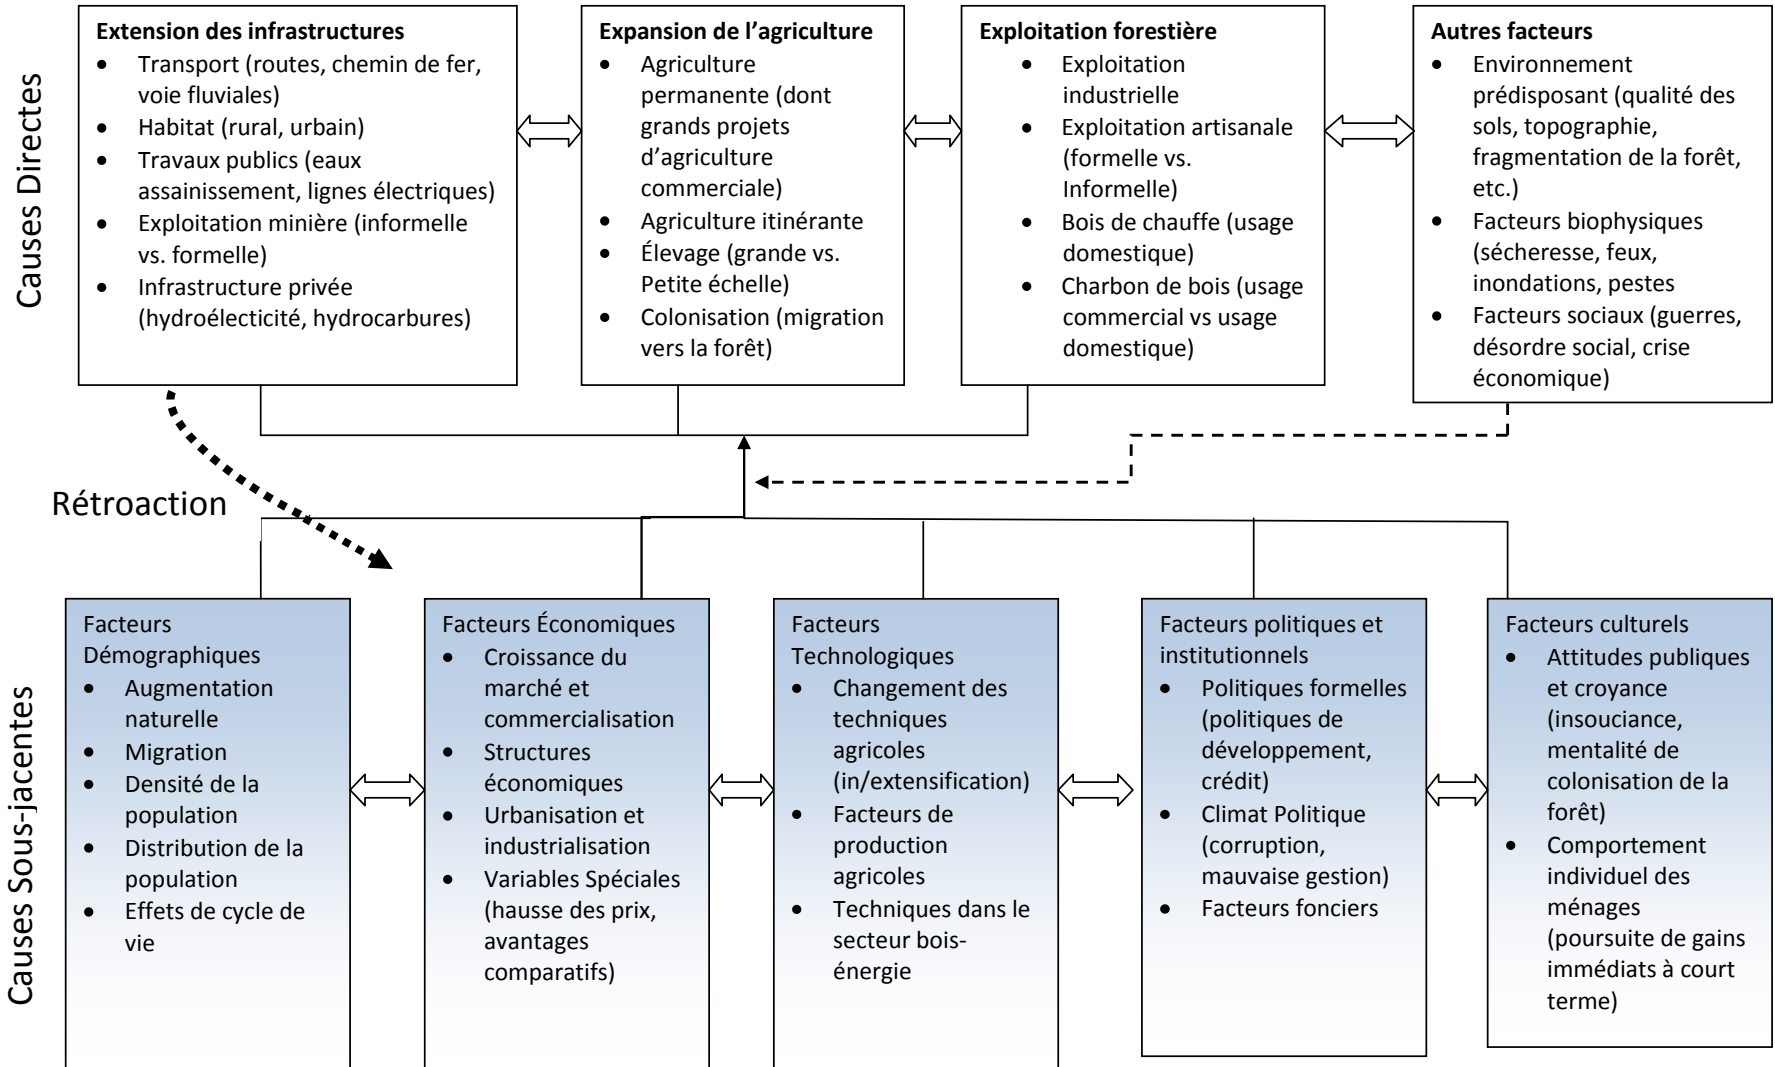 Causes Directes
Extension des infrastructures
• Transport (routes, chemin de fer,
voie fluviales)
• Habitat (rural, urbain)
• Travaux publics (eaux
assainissement, lignes électriques)
• Exploitation minière (informelle
vs. formelle)
• Infrastructure privée
(hydroélecticité, hydrocarbures)
Expansion de l’agriculture
• Agriculture
permanente (dont
grands projets
d’agriculture
commerciale)
• Agriculture itinérante
• Élevage (grande vs.
Petite échelle)
• Colonisation (migration
vers la forêt)
Exploitation forestière
• Exploitation
industrielle
• Exploitation artisanale
(formelle vs.
Informelle)
• Bois de chauffe (usage
domestique)
• Charbon de bois (usage
commercial vs usage
domestique)
Autres facteurs
• Environnement
prédisposant (qualité des
sols, topographie,
fragmentation de la forêt,
etc.)
• Facteurs biophysiques
(sécheresse, feux,
inondations, pestes
• Facteurs sociaux (guerres,
désordre social, crise
économique)
Rétroaction
Causes Sous-jacentes
Facteurs
Démographiques
• Augmentation
naturelle
• Migration
• Densité de la
population
• Distribution de la
population
• Effets de cycle de
vie
Facteurs Économiques
• Croissance du
marché et
commercialisation
• Structures
économiques
• Urbanisation et
industrialisation
• Variables Spéciales
(hausse des prix,
avantages
comparatifs)
Facteurs
Technologiques
• Changement des
techniques
agricoles
(in/extensification)
• Facteurs de
production
agricoles
• Techniques dans le
secteur bois-
énergie
Facteurs politiques et
institutionnels
• Politiques formelles
(politiques de
développement,
crédit)
• Climat Politique
(corruption,
mauvaise gestion)
• Facteurs fonciers
Facteurs culturels
• Attitudes publiques
et croyance
(insouciance,
mentalité de
colonisation de la
forêt)
• Comportement
individuel des
ménages
(poursuite de gains
immédiats à court
terme)